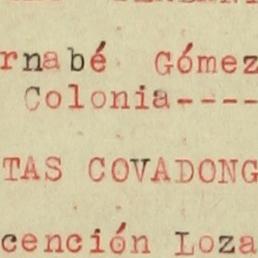 rnabé Gómez
Colonia----
TAS COVADONG
cención Loza